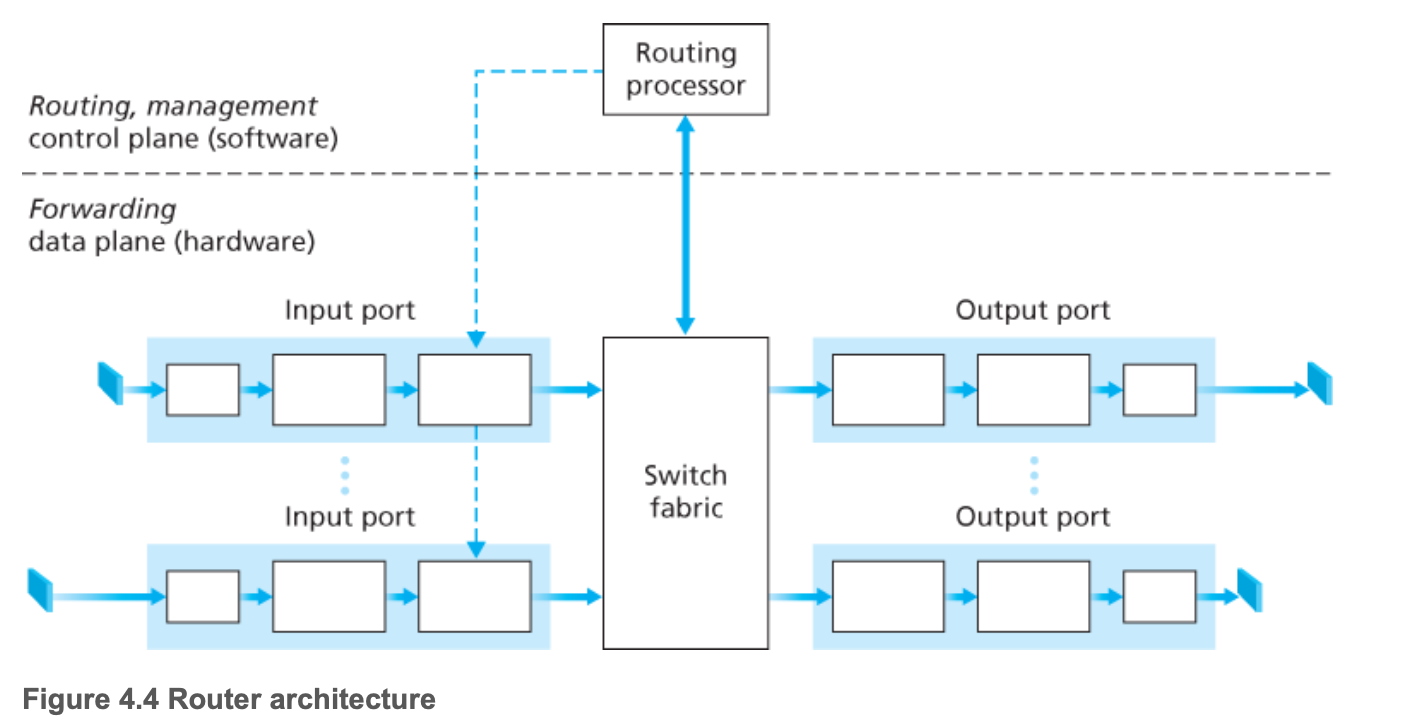 Routing
processor
Routing, management
control plane (software)
Forwarding
data plane (hardware)
Input port
Output port
Switch
fabric
Input port
Output port
Figure 4.4 Router architecture